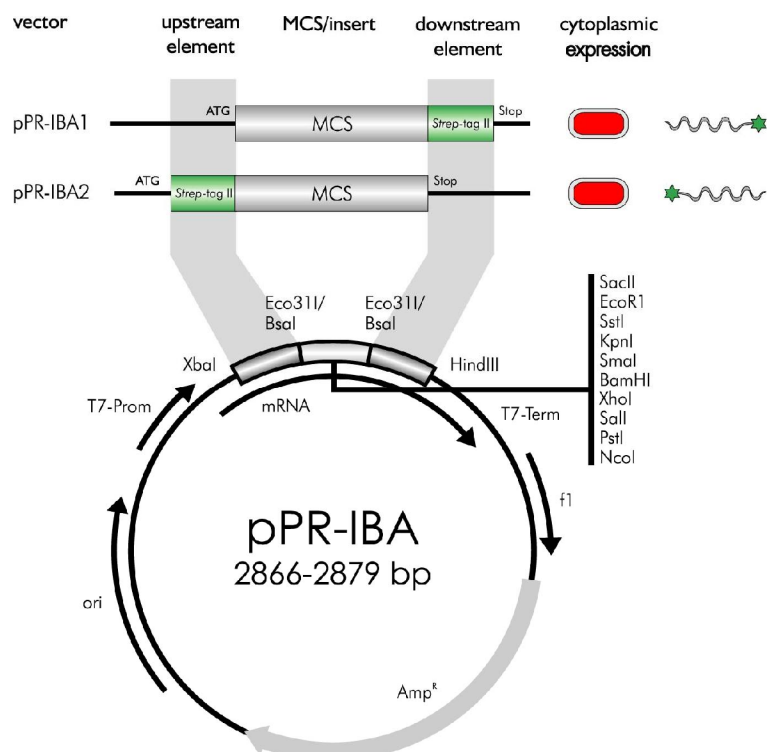 vector
upstream
element
MCS/insert
downstream
element
cytoplasmic
expression
pPR-IBA1
ATG
MCS
Strep-tag II
Stop
pPR-IBA2
ATG
Strep-tag II
MCS
Stop
Eco31I/
BsaI
Eco31I/
BsaI
XbaI
HindIII
SacII
EcoR1
SstI
KpnI
SmaI
BamHI
XhoI
SalI
PstI
NcoI
T7-Prom
mRNA
T7-Term
f1
pPR-IBA
2866-2879 bp
ori
Amp^R